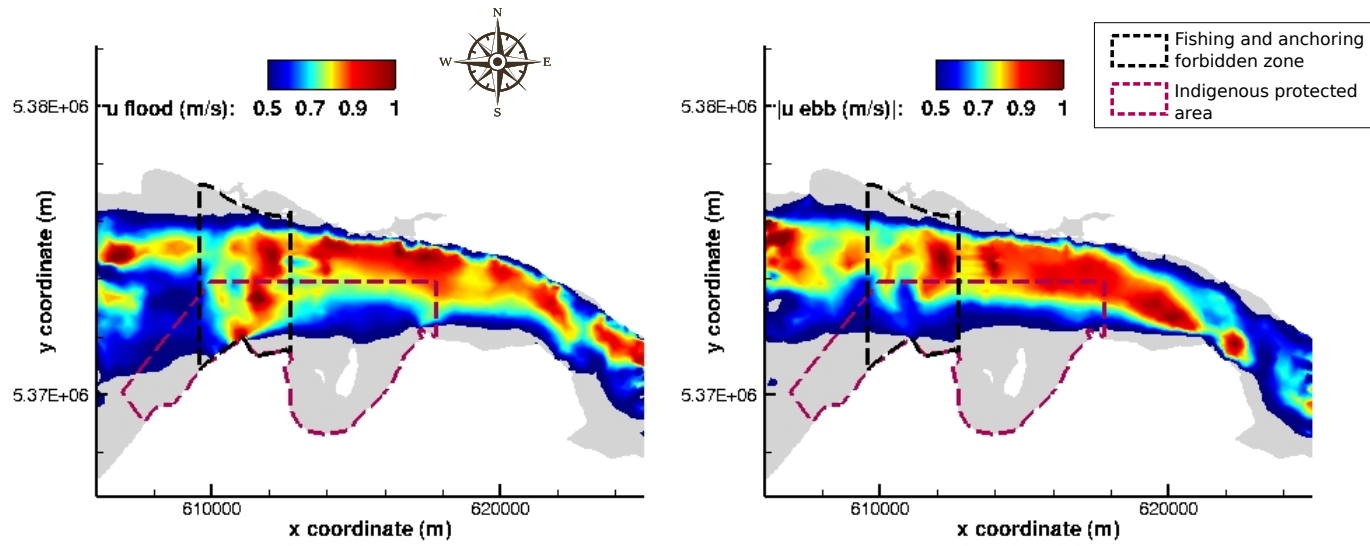 N
W E
S
u flood (m/s):
0.5 0.7 0.9 1
5.38E+06
5.37E+06
y coordinate (m)
610000 620000
x coordinate (m)
|u ebb (m/s)|:
0.5 0.7 0.9 1
5.38E+06
5.37E+06
y coordinate (m)
610000 620000
x coordinate (m)
Fishing and anchoring
forbidden zone
Indigenous protected
area